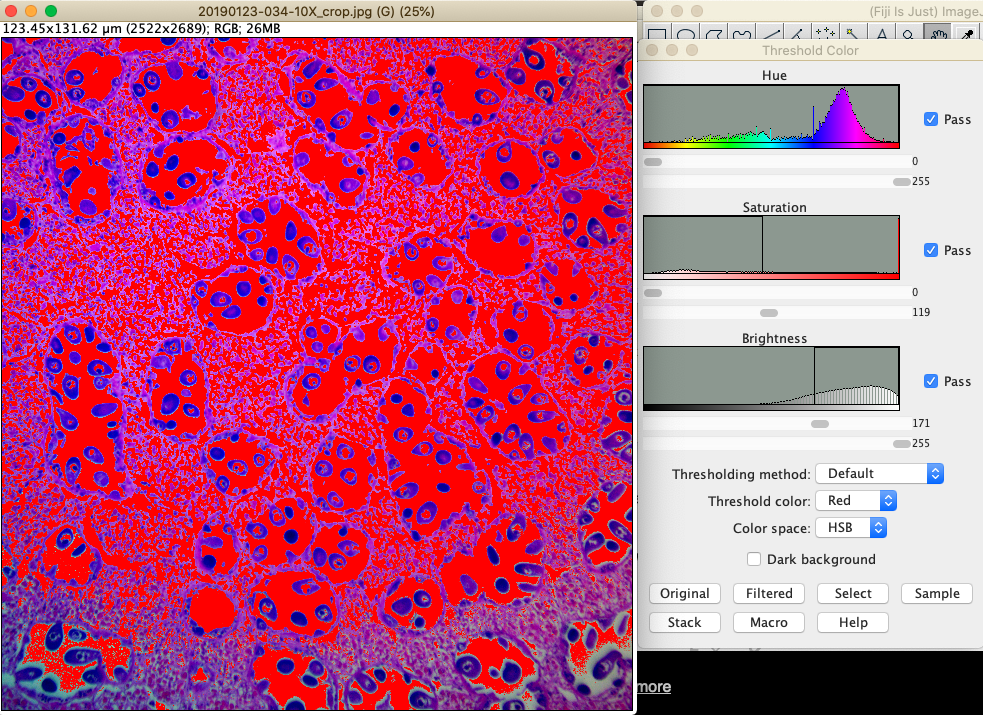 20190123-034-10X_crop.jpg (G) (25%)
(Fiji Is Just) ImageJ
123.45x131.62 µm (2522x2689); RGB; 26MB
Threshold Color
Hue
Pass
0
255
Saturation
Pass
0
119
Brightness
Pass
171
255
Thresholding method: Default
Threshold color: Red
Color space: HSB
Dark background
Original Filtered Select Sample
Stack Macro Help
more